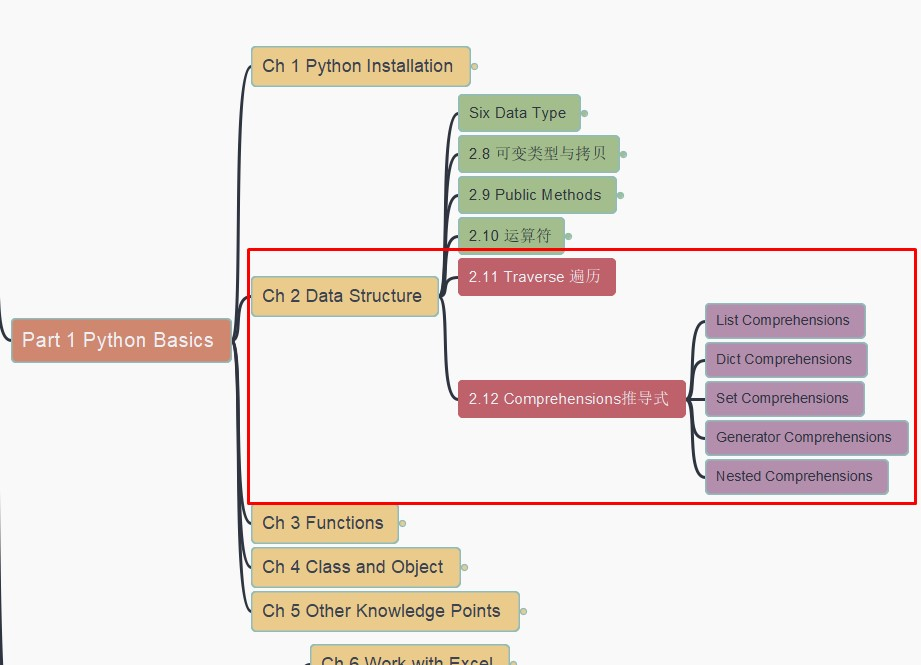 Ch 1 Python Installation
Six Data Type
2.8 可变类型与拷贝
2.9 Public Methods
2.10 运算符
2.11 Traverse 遍历
Ch 2 Data Structure
List Comprehensions
Part 1 Python Basics
Dict Comprehensions
2.12 Comprehensions推导式
Set Comprehensions
Generator Comprehensions
Nested Comprehensions
Ch 3 Functions
Ch 4 Class and Object
Ch 5 Other Knowledge Points
Ch 6 Work with Excel